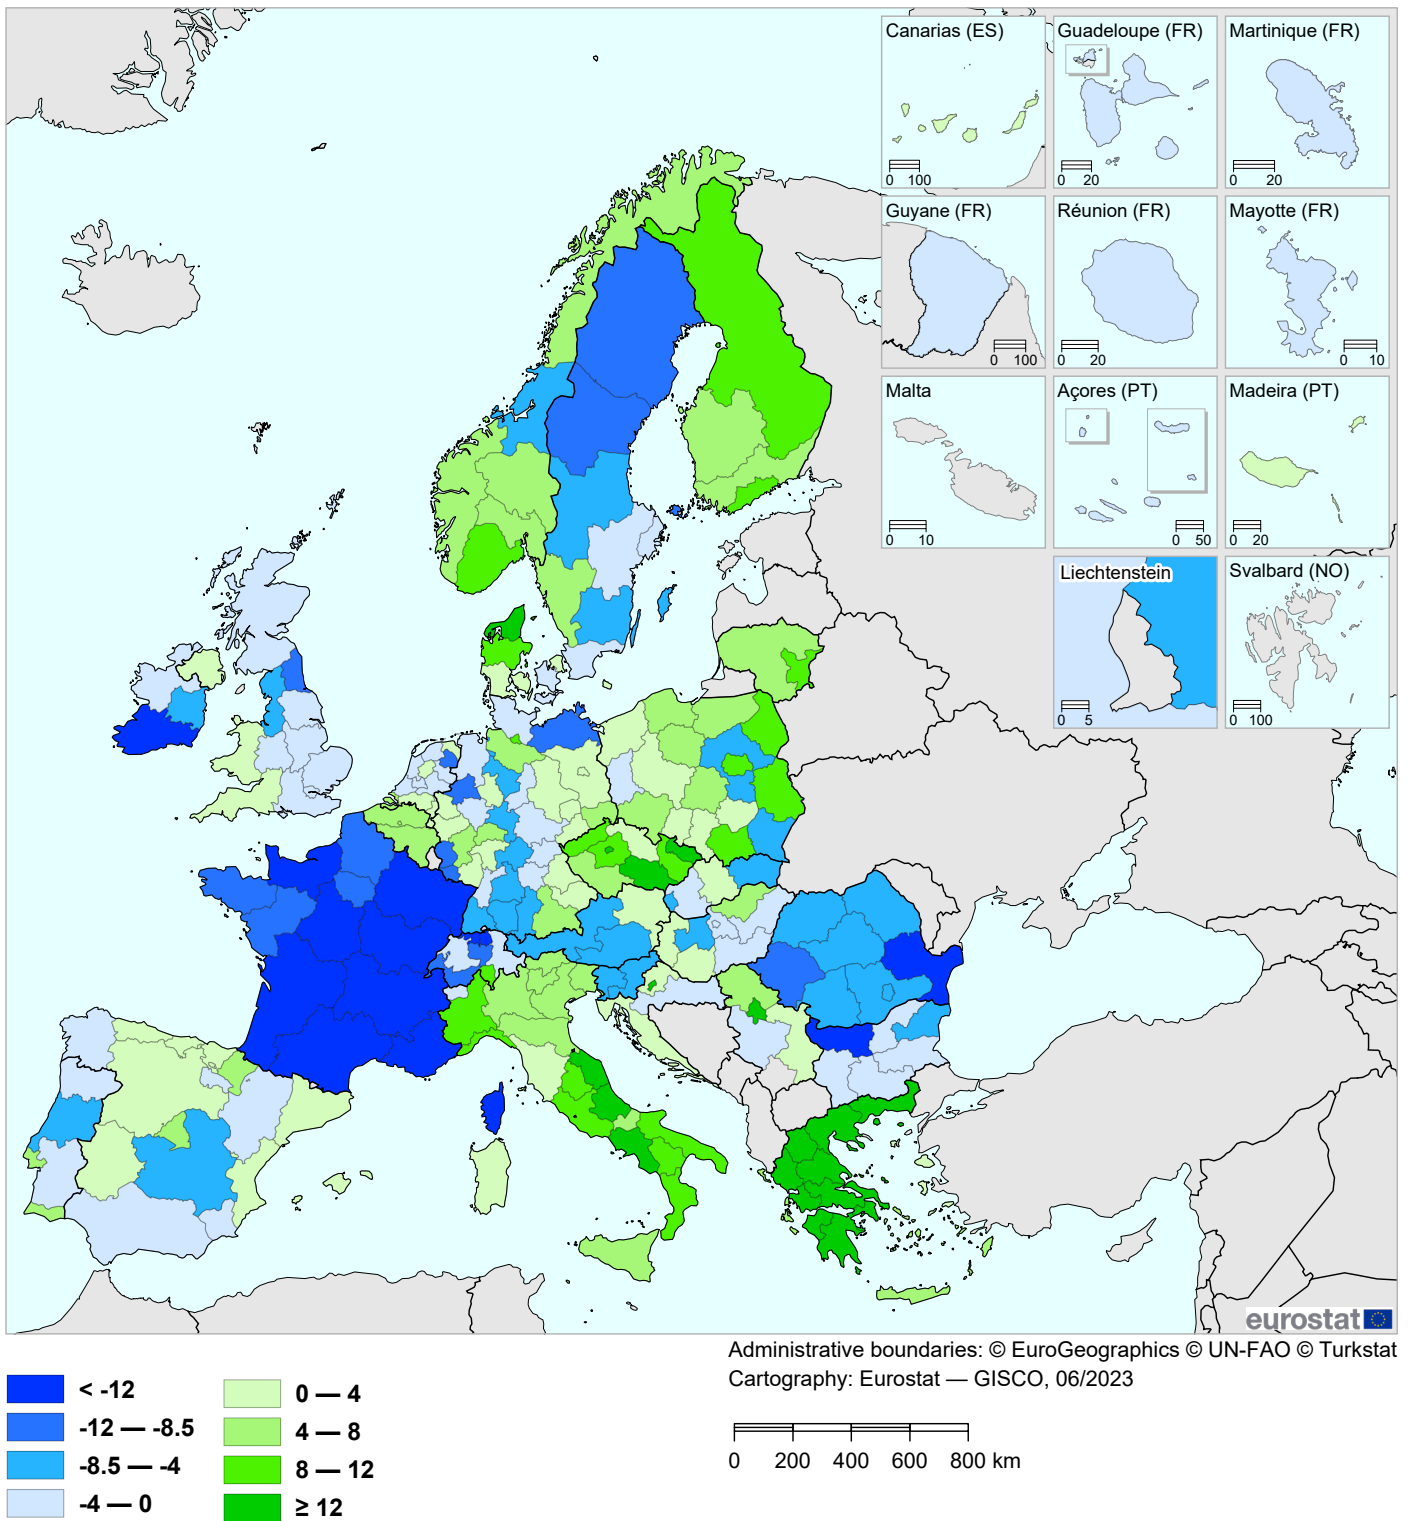 Canarias (ES)
0 100
Guadeloupe (FR)
0 20
Martinique (FR)
0 20
Guyane (FR)
0 100
Réunion (FR)
0 20
Mayotte (FR)
0 10
Malta
0 10
Açores (PT)
0 50
Madeira (PT)
0 20
Liechtenstein
0 5
Svalbard (NO)
0 100
eurostat
Administrative boundaries: © EuroGeographics © UN-FAO © Turkstat
Cartography: Eurostat — GISCO, 06/2023
< -12
-12 — -8.5
-8.5 — -4
-4 — 0
0 — 4
4 — 8
8 — 12
≥ 12
0 200 400 600 800 km